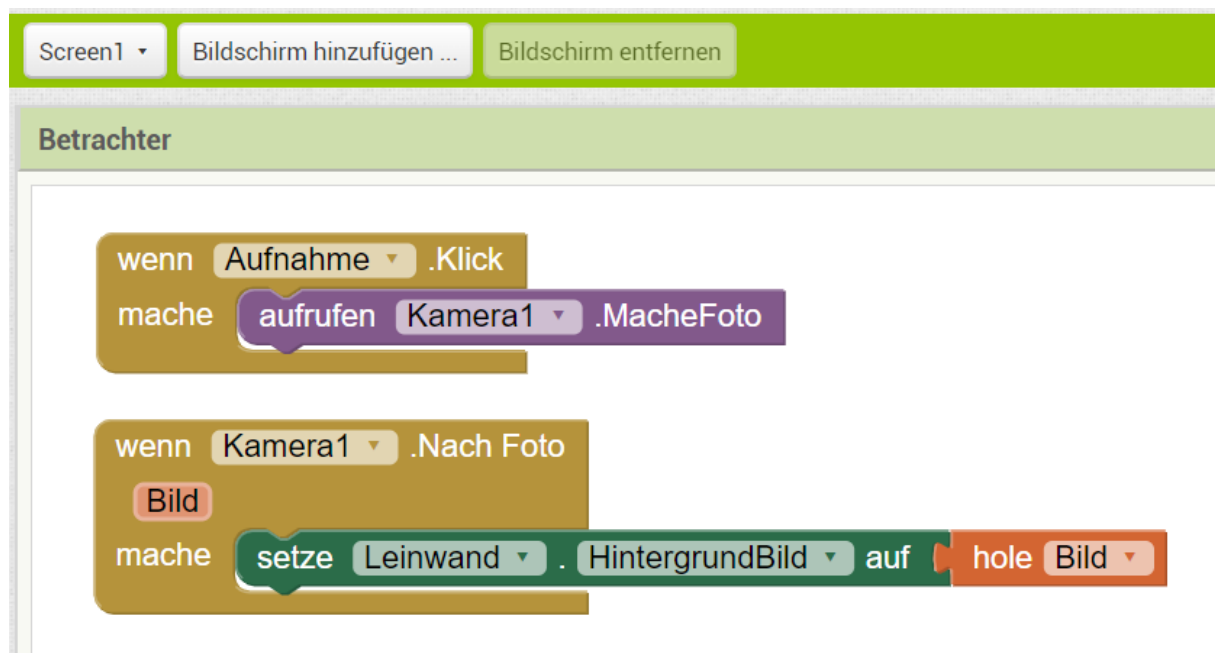 Screen1 Bildschirm hinzufügen ... Bildschirm entfernen
Betrachter
wenn Aufnahme .Klick
mache aufrufen Kamera1 .MacheFoto
wenn Kamera1 .Nach Foto
Bild
mache setze Leinwand . HintergrundBild auf hole Bild